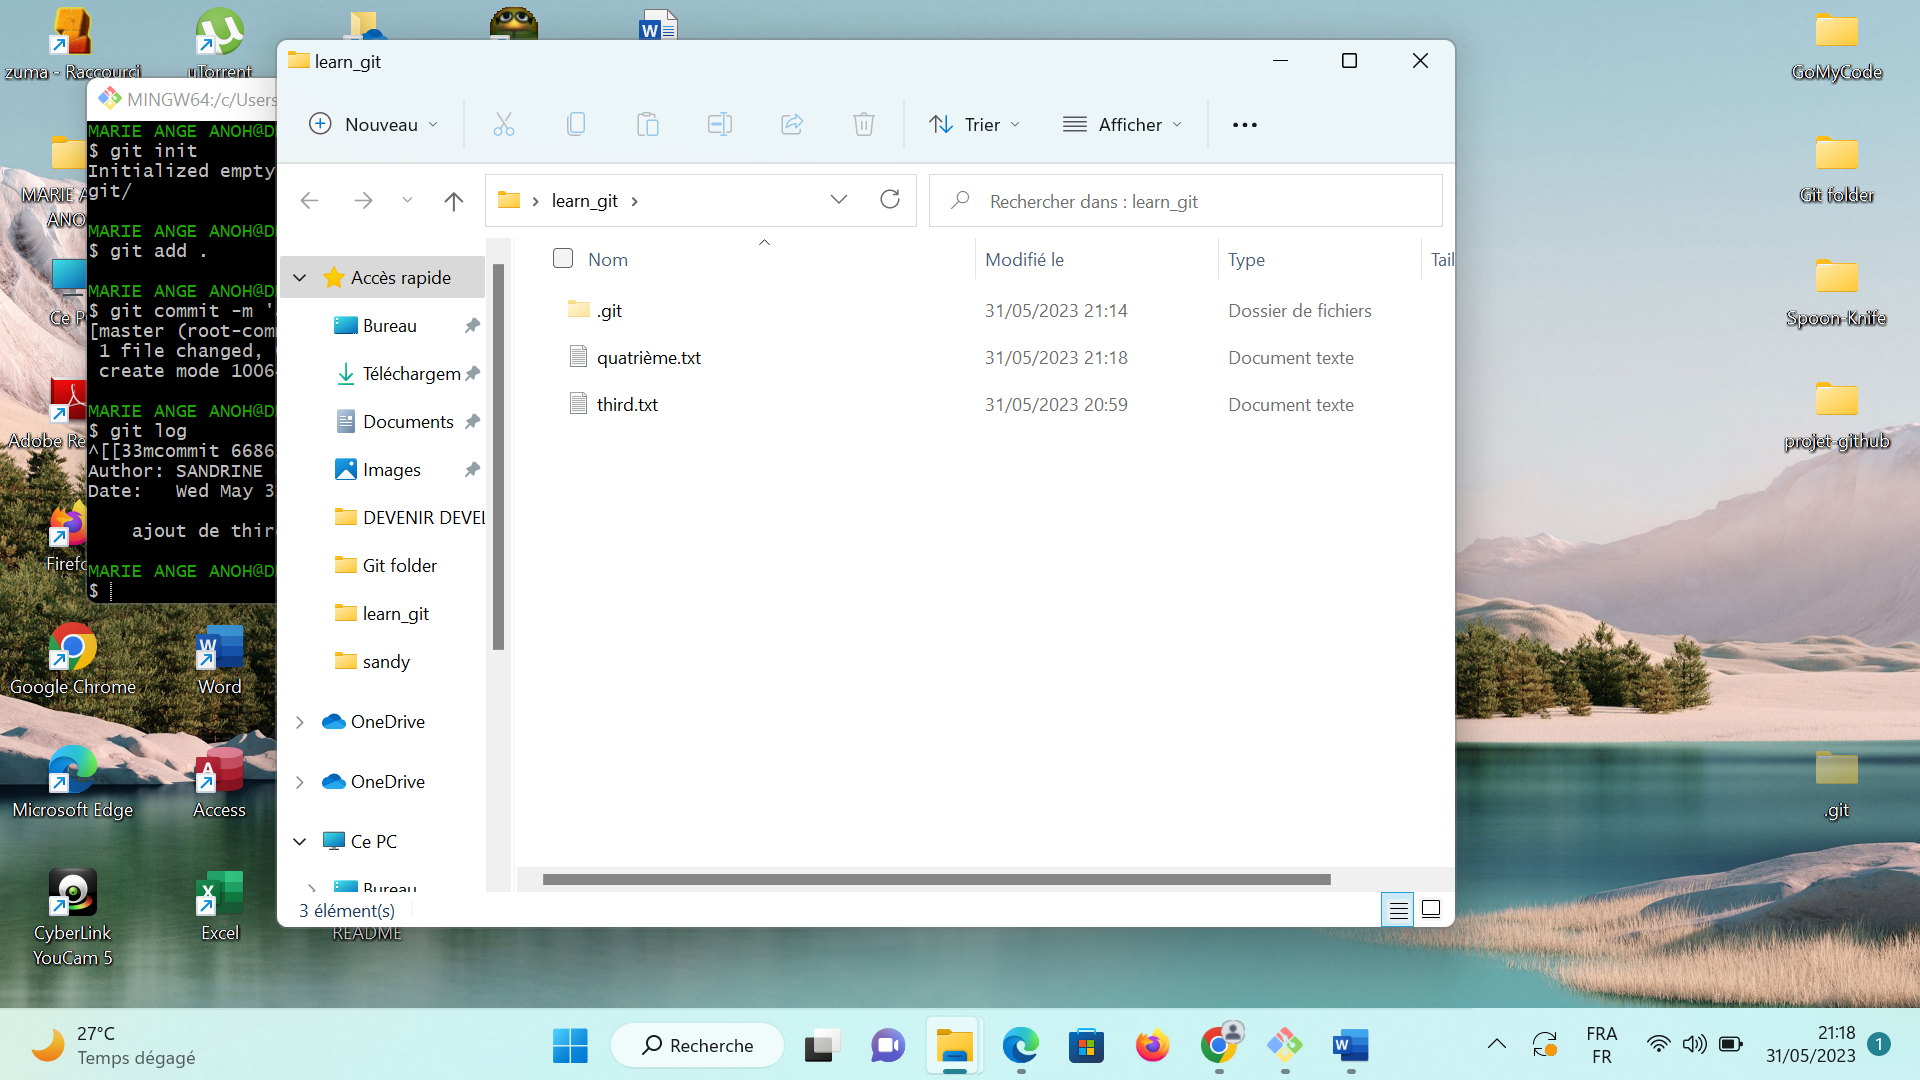 zuma - Raccourci
uTorrent
GoMyCode
Git folder
Spoon-Knife
projet-github
.git
MARIE
ANO
Ce P
Adobe Re
Firefo
Google Chrome
Word
Microsoft Edge
Access
CyberLink
YouCam 5
Excel
README
MINGW64:/c/Users
MARIE ANGE ANOH@D
$ git init
Initialized empty
git/
MARIE ANGE ANOH@D
$ git add .
MARIE ANGE ANOH@D
$ git commit -m '
[master (root-com
1 file changed,
create mode 1006
MARIE ANGE ANOH@D
$ git log
^[[33mcommit 6686
Author: SANDRINE
Date:   Wed May 3
ajout de thir
MARIE ANGE ANOH@D
$
learn_git
Nouveau
Trier
Afficher
learn_git
Rechercher dans : learn_git
Accès rapide
Bureau
Téléchargem
Documents
Images
DEVENIR DEVEL
Git folder
learn_git
sandy
OneDrive
OneDrive
Ce PC
Bureau
Nom Modifié le Type Tail
.git 31/05/2023 21:14 Dossier de fichiers
quatrième.txt 31/05/2023 21:18 Document texte
third.txt 31/05/2023 20:59 Document texte
3 élément(s)
27°C
Temps dégagé
Recherche
FRA
FR
21:18
31/05/2023
1